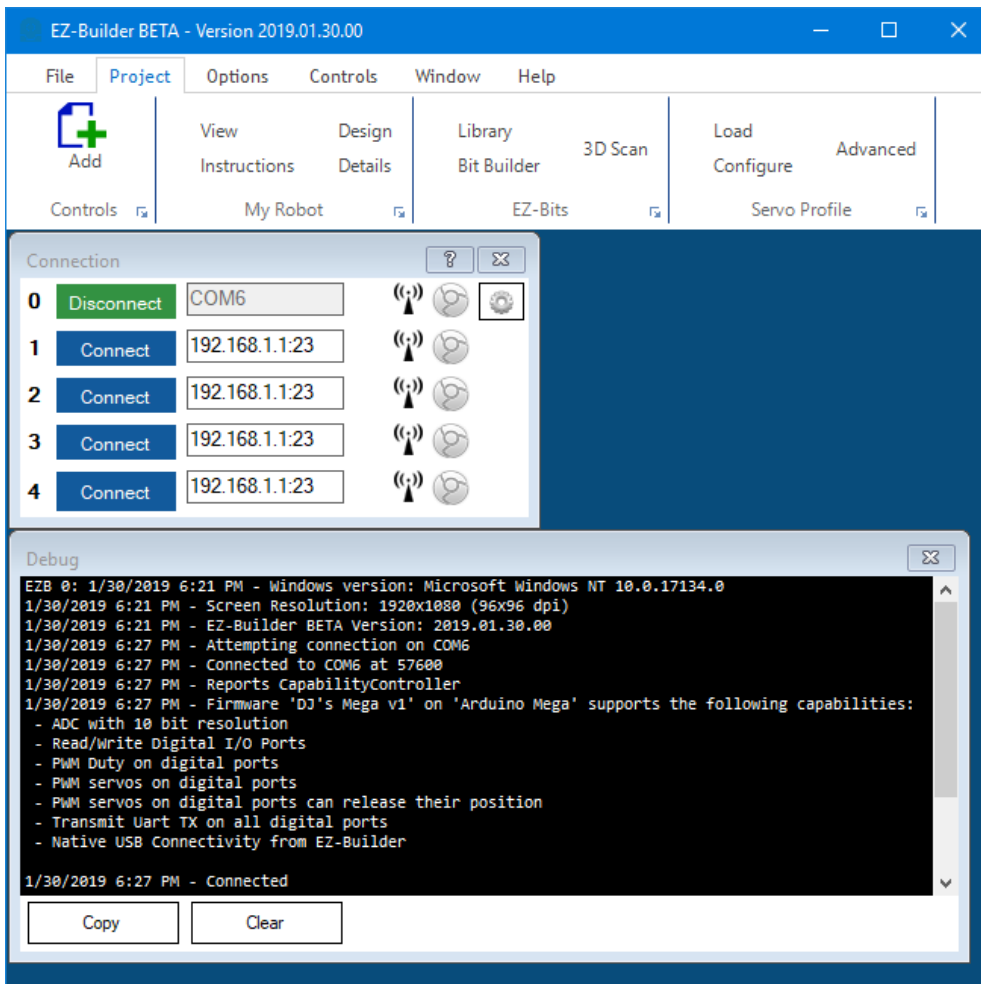 EZ-Builder BETA - Version 2019.01.30.00
File Project Options Controls Window Help
Add
View Design
Instructions Details
Library
Bit Builder
3D Scan
Load
Configure
Advanced
Controls My Robot EZ-Bits Servo Profile
Connection ?
0 Disconnect COM6
1 Connect 192.168.1.1:23
2 Connect 192.168.1.1:23
3 Connect 192.168.1.1:23
4 Connect 192.168.1.1:23
Debug
EZB 0: 1/30/2019 6:21 PM - Windows version: Microsoft Windows NT 10.0.17134.0
1/30/2019 6:21 PM - Screen Resolution: 1920x1080 (96x96 dpi)
1/30/2019 6:21 PM - EZ-Builder BETA Version: 2019.01.30.00
1/30/2019 6:27 PM - Attempting connection on COM6
1/30/2019 6:27 PM - Connected to COM6 at 57600
1/30/2019 6:27 PM - Reports CapabilityController
1/30/2019 6:27 PM - Firmware 'DJ's Mega v1' on 'Arduino Mega' supports the following capabilities:
- ADC with 10 bit resolution
- Read/Write Digital I/O Ports
- PWM Duty on digital ports
- PWM servos on digital ports
- PWM servos on digital ports can release their position
- Transmit Uart TX on all digital ports
- Native USB Connectivity from EZ-Builder
1/30/2019 6:27 PM - Connected
Copy Clear